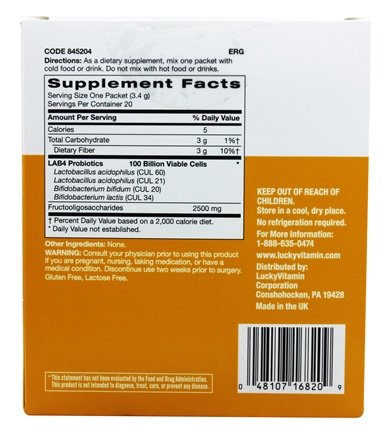 CODE 845204 ERG
Directions: As a dietary supplement, mix one packet with
cold food or drink. Do not mix with hot food or drinks.
Supplement Facts
Serving Size One Packet (3.4 g)
Servings Per Container 20
Amount Per Serving % Daily Value
Calories 5
Total Carbohydrate 3 g 1%†
Dietary Fiber 3 g 10%†
LAB4 Probiotics 100 Billion Viable Cells *
Lactobacillus acidophilus (CUL 60)
Lactobacillus acidophilus (CUL 21)
Bifidobacterium bifidum (CUL 20)
Bifidobacterium lactis (CUL 34)
Fructooligosaccharides 2500 mg
† Percent Daily Value based on a 2,000 calorie diet.
* Daily Value not established.
Other Ingredients: None.
WARNING: Consult your physician prior to using this product
if you are pregnant, nursing, taking medication, or have a
medical condition. Discontinue use two weeks prior to surgery.
Gluten Free, Lactose Free.
KEEP OUT OF REACH OF
CHILDREN.
Store in a cool, dry place.
No refrigeration required.
For More Information:
1-888-635-0474
www.luckyvitamin.com
Distributed by:
LuckyVitamin
Corporation
Conshohocken, PA 19428
Made in the UK
*This statement has not been evaluated by the Food and Drug Administration.
This product is not intended to diagnose, treat, cure, or prevent any disease.
0 48107 16820 9